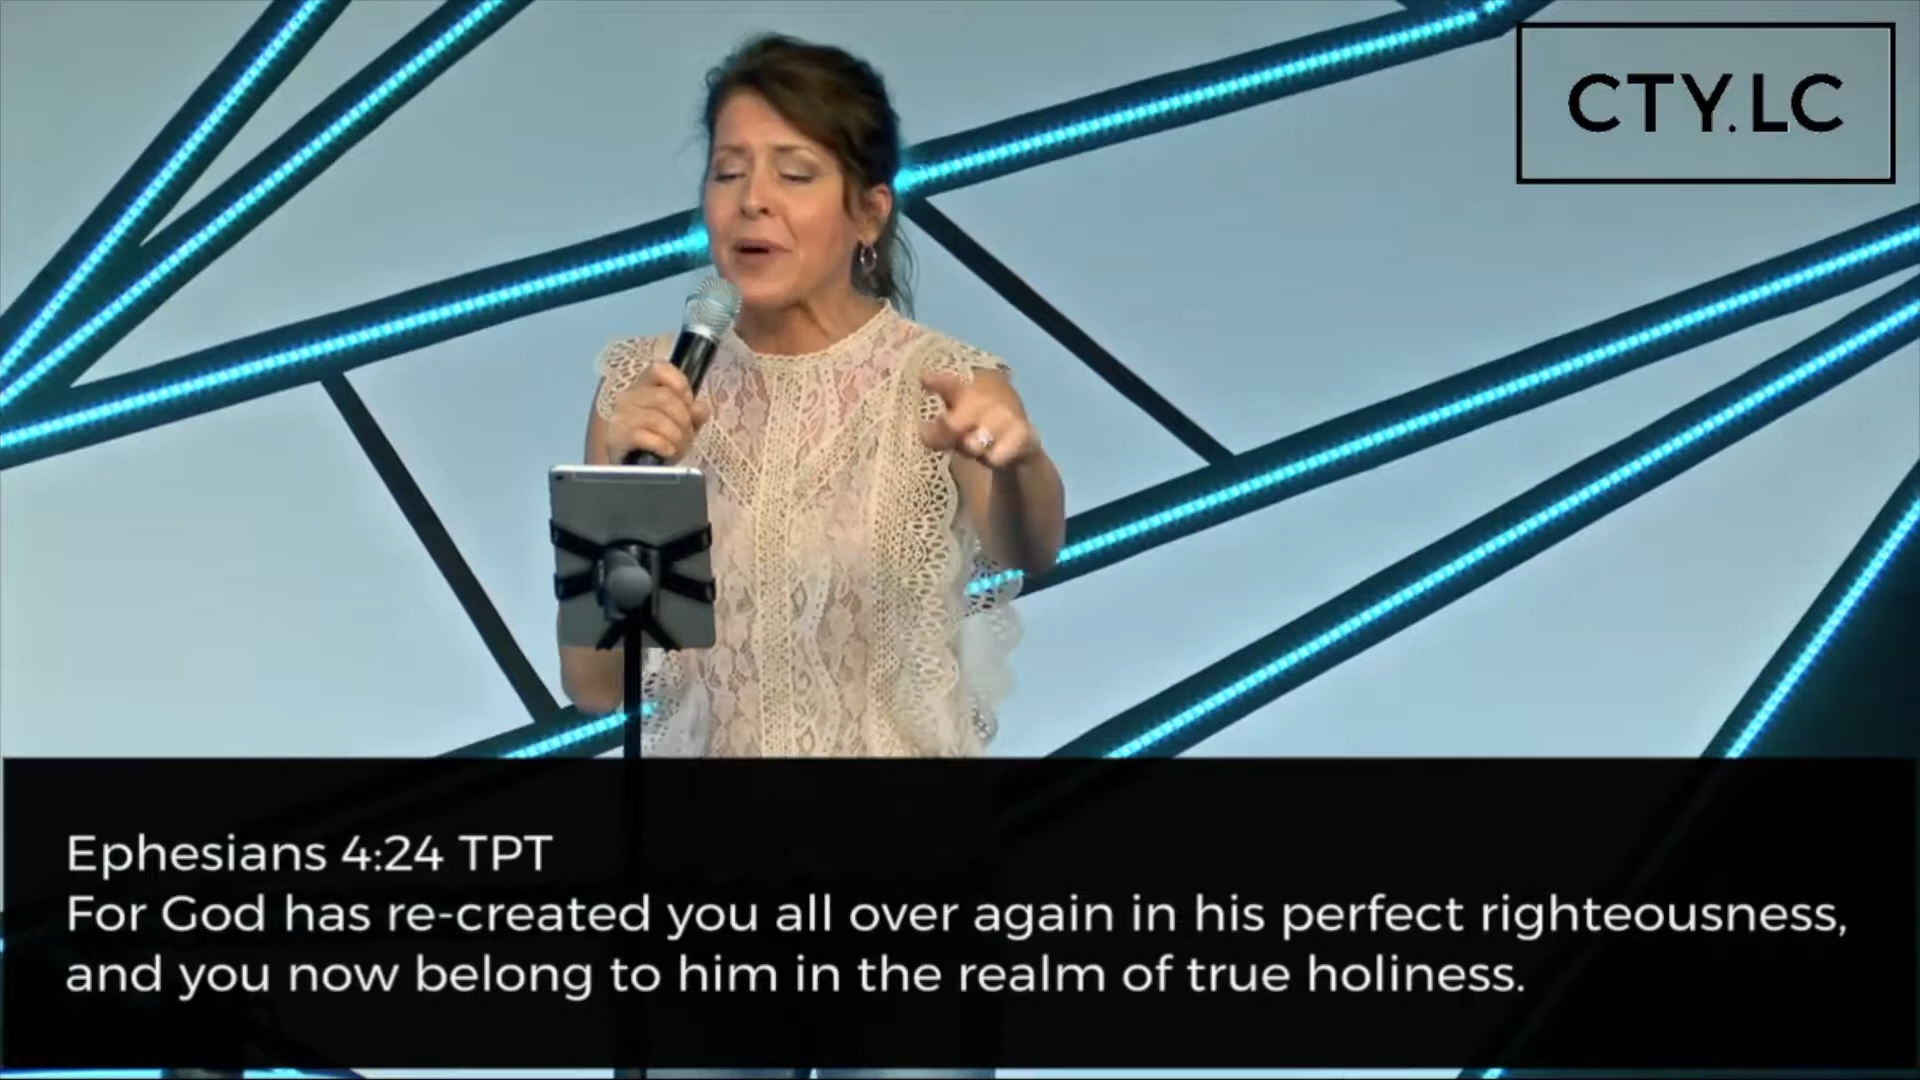 CTY.LC
Ephesians 4:24 TPT
For God has re-created you all over again in his perfect righteousness,
and you now belong to him in the realm of true holiness.